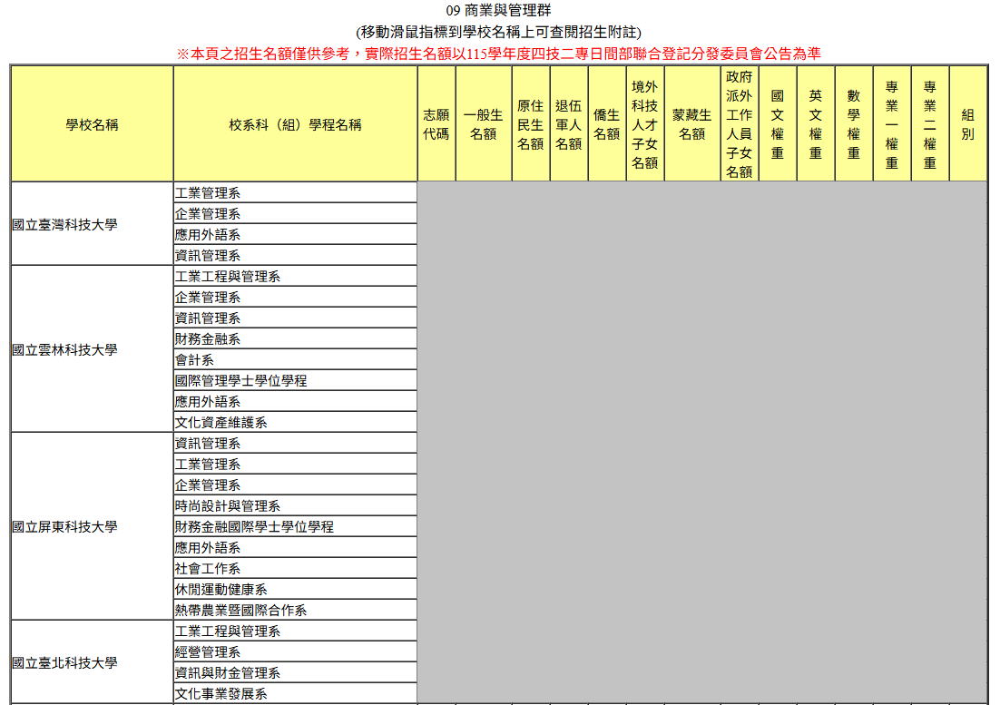 09 商業與管理群
(移動滑鼠指標到學校名稱上可查閱招生附註)
※本頁之招生名額僅供參考，實際招生名額以115學年度四技二專日間部聯合登記分發委員會公告為準
學校名稱
校系科（組）學程名稱
志願
代碼
一般生
名額
原住
民生
名額
退伍
軍人
名額
僑生
名額
境外
科技
人才
子女
名額
蒙藏生
名額
政府
派外
工作
人員
子女
名額
國
文
權
重
英
文
權
重
數
學
權
重
專
業
一
權
重
專
業
二
權
重
組
別
國立臺灣科技大學
工業管理系
企業管理系
應用外語系
資訊管理系
國立雲林科技大學
工業工程與管理系
企業管理系
資訊管理系
財務金融系
會計系
國際管理學士學位學程
應用外語系
文化資產維護系
國立屏東科技大學
資訊管理系
工業管理系
企業管理系
時尚設計與管理系
財務金融國際學士學位學程
應用外語系
社會工作系
休閒運動健康系
熱帶農業暨國際合作系
國立臺北科技大學
工業工程與管理系
經營管理系
資訊與財金管理系
文化事業發展系